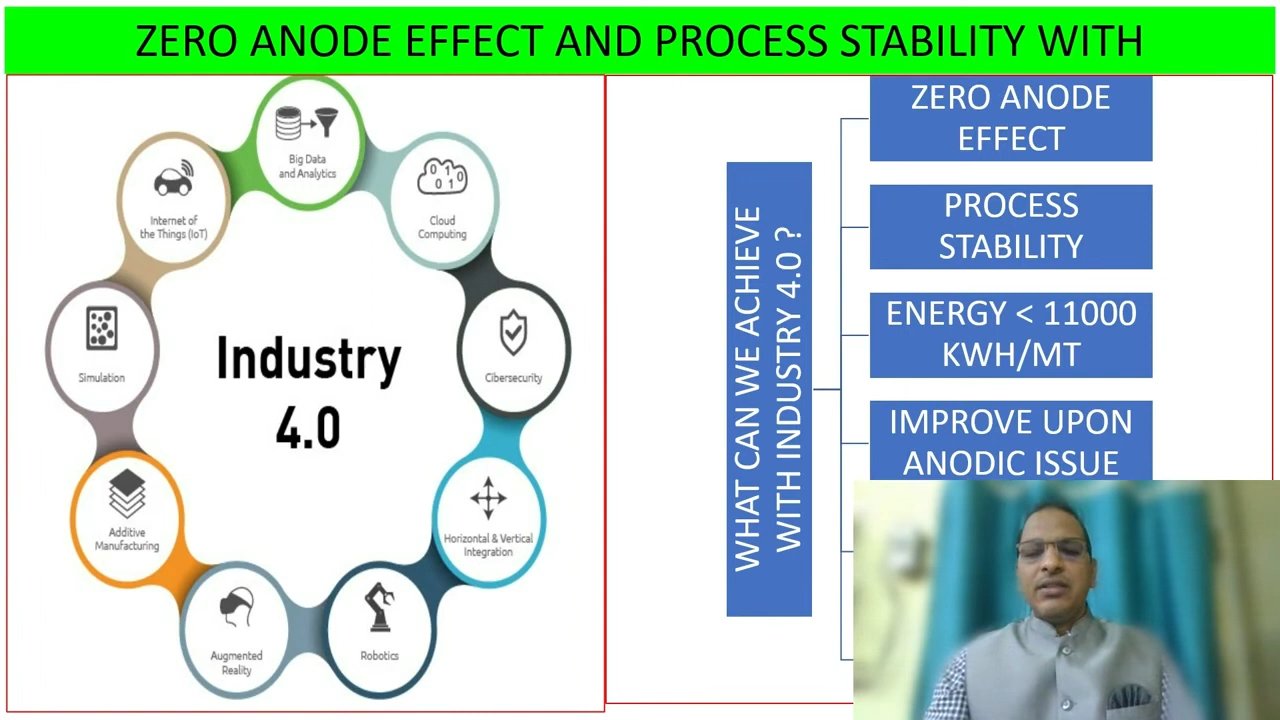 ZERO ANODE EFFECT AND PROCESS STABILITY WITH
Big Data
and Analytics
Internet of
the Things (IoT)
Cloud
Computing
Simulation
Cibersecurity
Industry
4.0
Additive
Manufacturing
Horizontal & Vertical
Integration
Augmented
Reality
Robotics
WHAT CAN WE ACHIEVE
WITH INDUSTRY 4.0 ?
ZERO ANODE
EFFECT
PROCESS
STABILITY
ENERGY < 11000
KWH/MT
IMPROVE UPON
ANODIC ISSUE